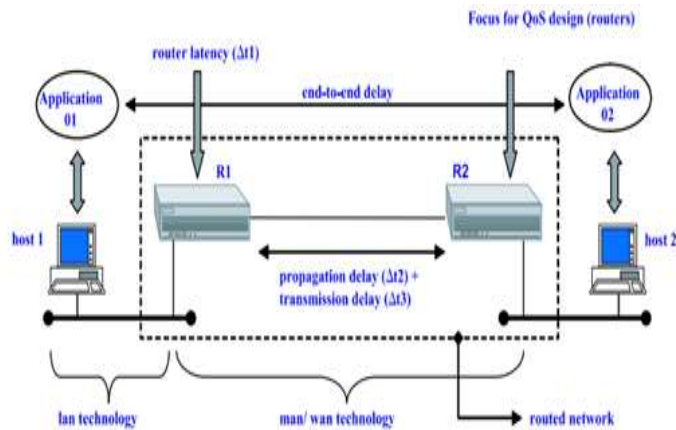 Focus for QoS design (routers)
router latency (Δt1)
Application
01
end-to-end delay
Application
02
R1
R2
host 1
host 2
propagation delay (Δt2) +
transmission delay (Δt3)
lan technology
man/ wan technology
routed network